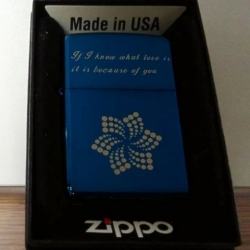 Made in USA
If I know what love is
it is because of you
zippo